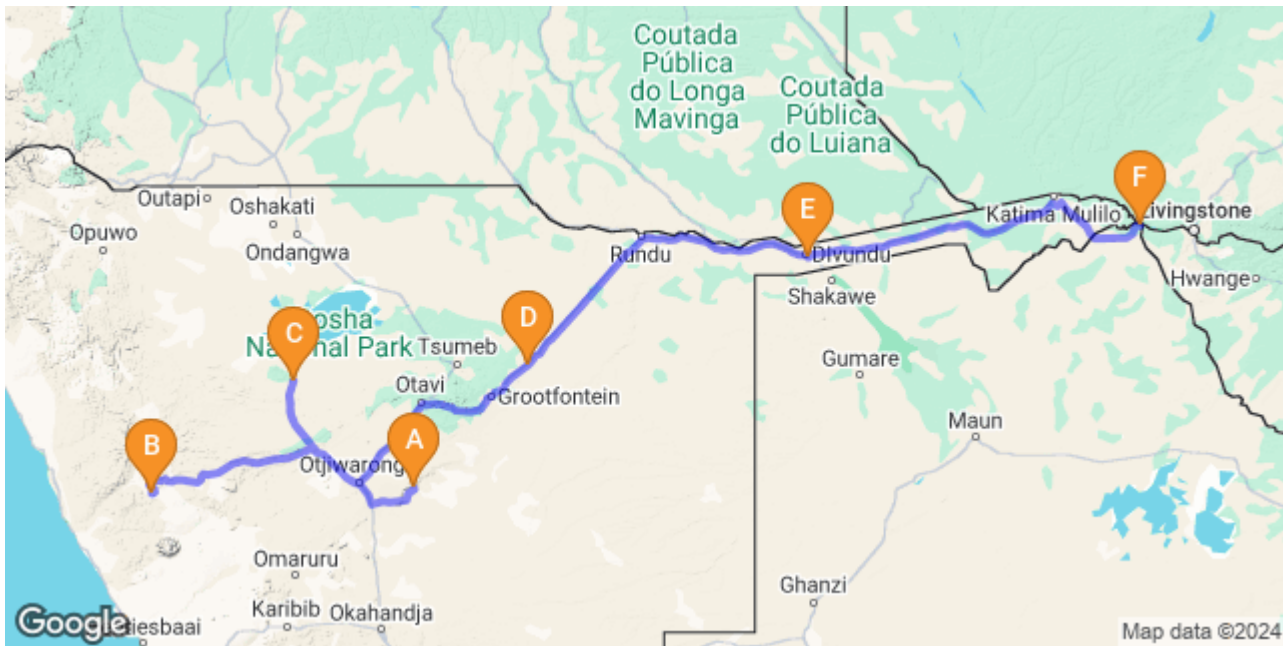 Coutada
Pública
do Longa
Mavinga
Coutada
Pública
do Luiana
Outapi
Oshakati
Opuwo
Ondangwa
Rundu
E
Divundu
Katima Mulilo
F
Livingstone
Shakawe
Hwange
C
National Park
Tsumeb
D
Otavi
Grootfontein
Gumare
Maun
B
A
Otjiwarongo
Omaruru
Karibib
Okahandja
Ghanzi
Google
Map data ©2024